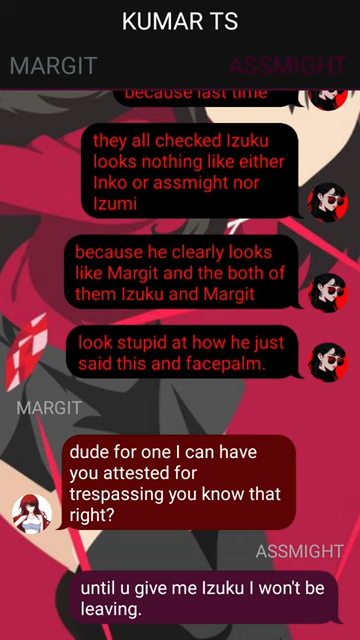 KUMAR TS
MARGIT
ASSMIGHT
because last time
they all checked Izuku
looks nothing like either
Inko or assmight nor
Izumi
because he clearly looks
like Margit and the both of
them Izuku and Margit
look stupid at how he just
said this and facepalm.
MARGIT
dude for one I can have
you attested for
trespassing you know that
right?
ASSMIGHT
until u give me Izuku I won't be
leaving.